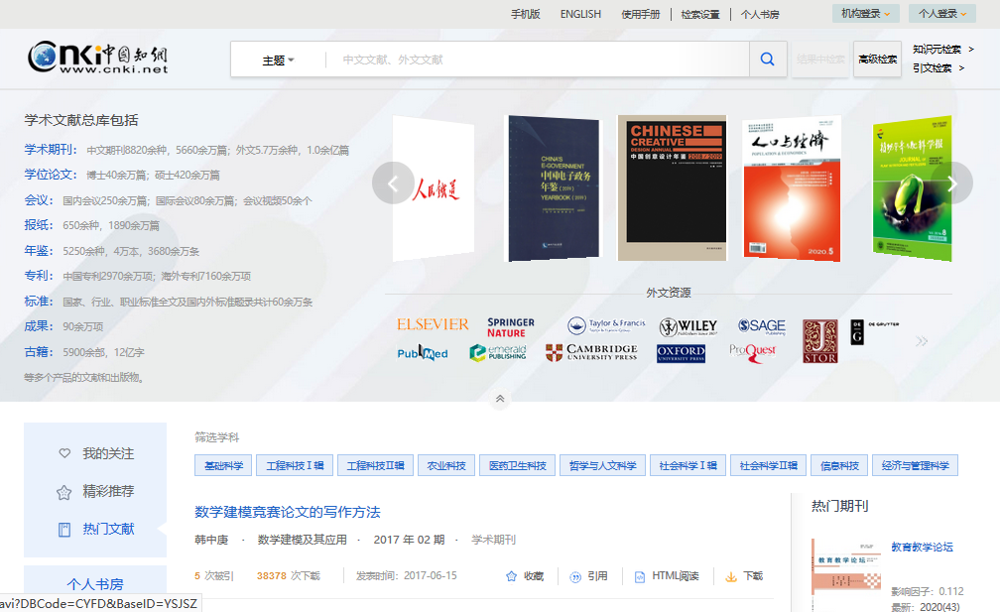 手机版 ENGLISH 使用手册 检索设置 个人书房 机构登录 个人登录
Cnki 中国知網
www.cnki.net
主题 中文文献、外文文献 结果中检索 高级检索
知识元检索 >
引文检索 >
学术文献总库包括
学术期刊： 中文期刊8820余种，5660余万篇；外文5.7万余种，1.0余亿篇
学位论文： 博士40余万篇；硕士420余万篇
会议： 国内会议250余万篇；国际会议80余万篇；会议视频50余个
报纸： 650余种，1890余万篇
年鉴： 5250余种，4万本，3680余万条
专利： 中国专利2970余万项；海外专利7160余万项
标准： 国家、行业、职业标准全文及国内外标准题录共计60余万条
成果： 90余万项
古籍： 5900余部，12亿字
等多个产品的文献和出版物。
人民铁道
CHINA'S
E-GOVERNMENT
中国电子政务
年鉴(2019)
YEARBOOK (2019)
CHINESE
CREATIVE
DESIGN ANNUAL 2018/2019
中国创意设计年鉴
人口与经济
POPULATION & ECONOMICS
2020.5
JOURNAL OF
外文资源
ELSEVIER SPRINGER NATURE Taylor & Francis WILEY SAGE JSTOR DE G DE GRUYTER
PubMed emerald PUBLISHING CAMBRIDGE UNIVERSITY PRESS OXFORD UNIVERSITY PRESS ProQuest
我的关注
精彩推荐
热门文献
个人书房
筛选学科
基础科学 工程科技Ⅰ辑 工程科技Ⅱ辑 农业科技 医药卫生科技 哲学与人文科学 社会科学Ⅰ辑 社会科学Ⅱ辑 信息科技 经济与管理科学
数学建模竞赛论文的写作方法
韩中庚 · 数学建模及其应用 · 2017 年 02 期 · 学术期刊
5 次被引 38378 次下载 发表时间：2017-06-15 收藏 引用 HTML阅读 下载
热门期刊
教育教学论坛
教育教学论坛
影响因子：0.112
最新：2020(43)
avi?DBCode=CYFD&BaseID=YSJSZ